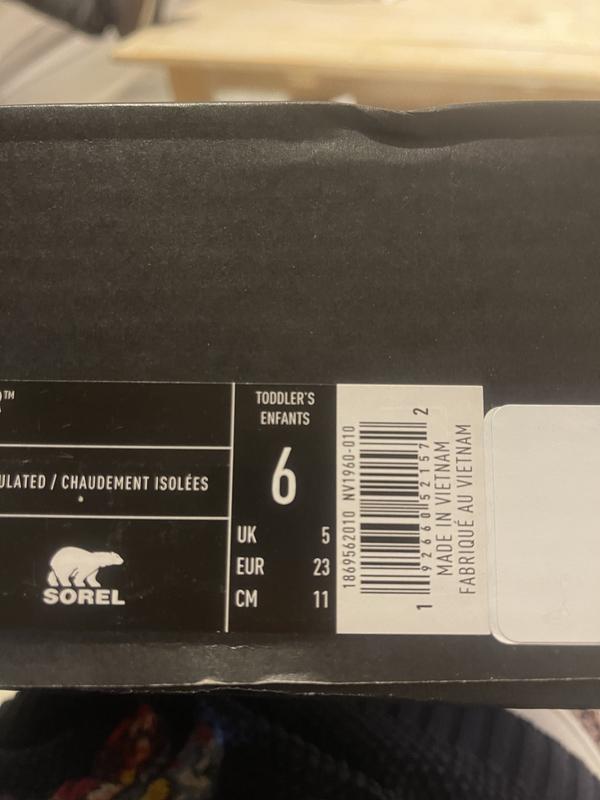 ™
ULATED / CHAUDEMENT ISOLÉES
SOREL
TODDLER'S
ENFANTS
6
UK 5
EUR 23
CM 11
1869562010 NV1960-010
1 92660 52157 2
MADE IN VIETNAM
FABRIQUÉ AU VIETNAM